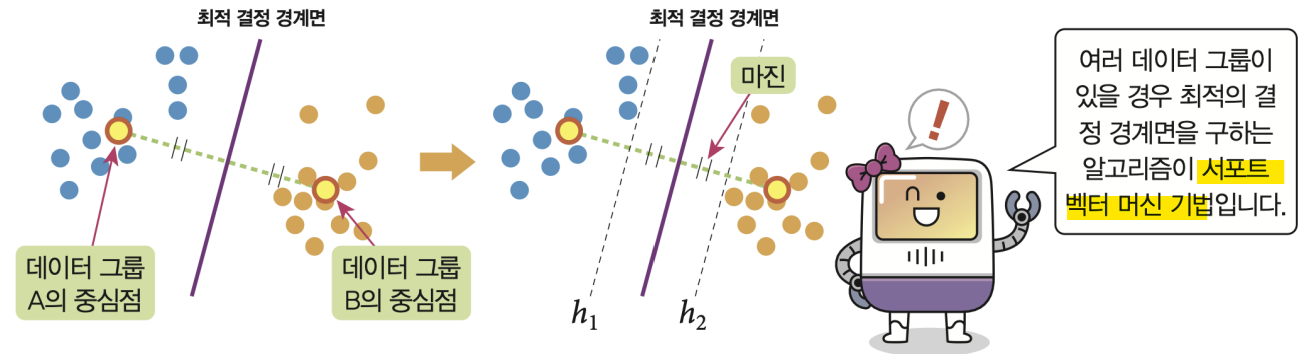 최적 결정 경계면
데이터 그룹
A의 중심점
데이터 그룹
B의 중심점
최적 결정 경계면
마진
h1
h2
!
여러 데이터 그룹이
있을 경우 최적의 결
정 경계면을 구하는
알고리즘이 서포트
벡터 머신 기법입니다.